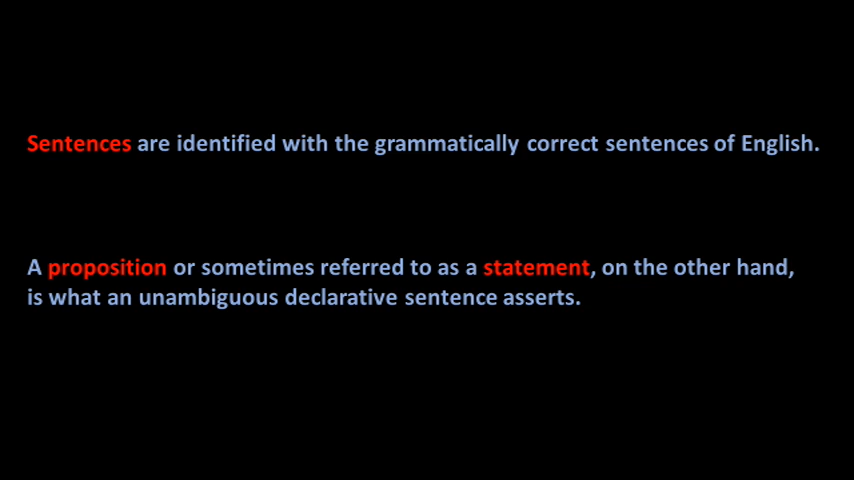 Sentences are identified with the grammatically correct sentences of English.
A proposition or sometimes referred to as a statement, on the other hand,
is what an unambiguous declarative sentence asserts.